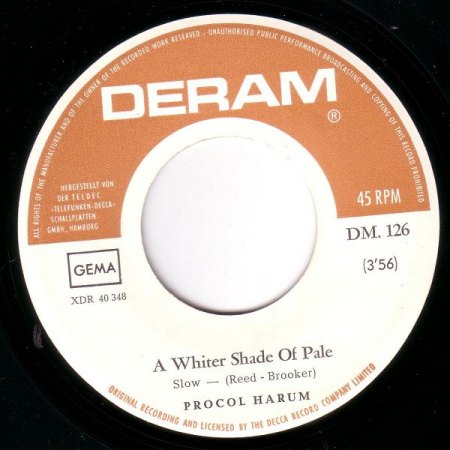 ALL RIGHTS OF THE MANUFACTURER AND OF THE OWNER OF THE RECORDED WORK RESERVED - UNAUTHORISED PUBLIC PERFORMANCE BROADCASTING AND COPYING OF THIS RECORD PROHIBITED
DERAM
®
HERGESTELLT VON
DER TELDEC
»TELEFUNKEN-DECCA«
SCHALLPLATTEN
GMBH., HAMBURG
45 RPM
DM. 126
(3'56)
GEMA
XDR 40 348
A Whiter Shade Of Pale
Slow — (Reed - Brooker)
PROCOL HARUM
ORIGINAL RECORDING AND LICENSED BY THE DECCA RECORD COMPANY LIMITED